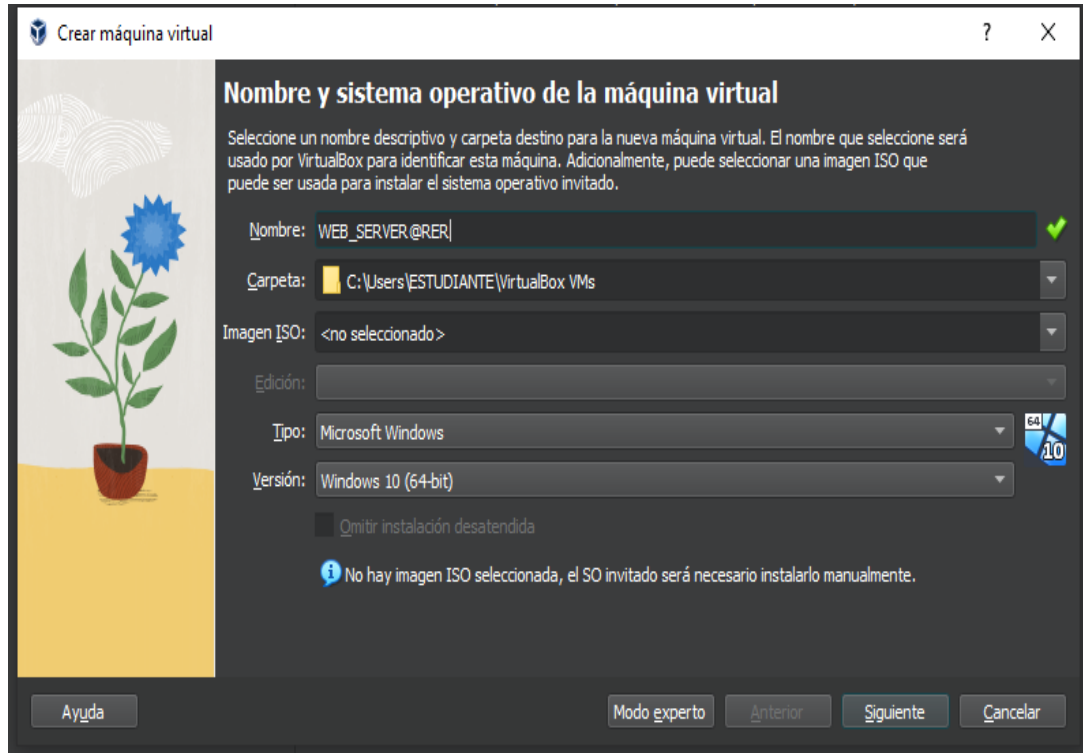 Crear máquina virtual
?
Nombre y sistema operativo de la máquina virtual
Seleccione un nombre descriptivo y carpeta destino para la nueva máquina virtual. El nombre que seleccione será
usado por VirtualBox para identificar esta máquina. Adicionalmente, puede seleccionar una imagen ISO que
puede ser usada para instalar el sistema operativo invitado.
Nombre: WEB_SERVER@RER
Carpeta: C:\Users\ESTUDIANTE\VirtualBox VMs
Imagen ISO: <no seleccionado>
Edición:
Tipo: Microsoft Windows 64
10
Versión: Windows 10 (64-bit)
Omitir instalación desatendida
No hay imagen ISO seleccionada, el SO invitado será necesario instalarlo manualmente.
Ayuda Modo experto Anterior Siguiente Cancelar